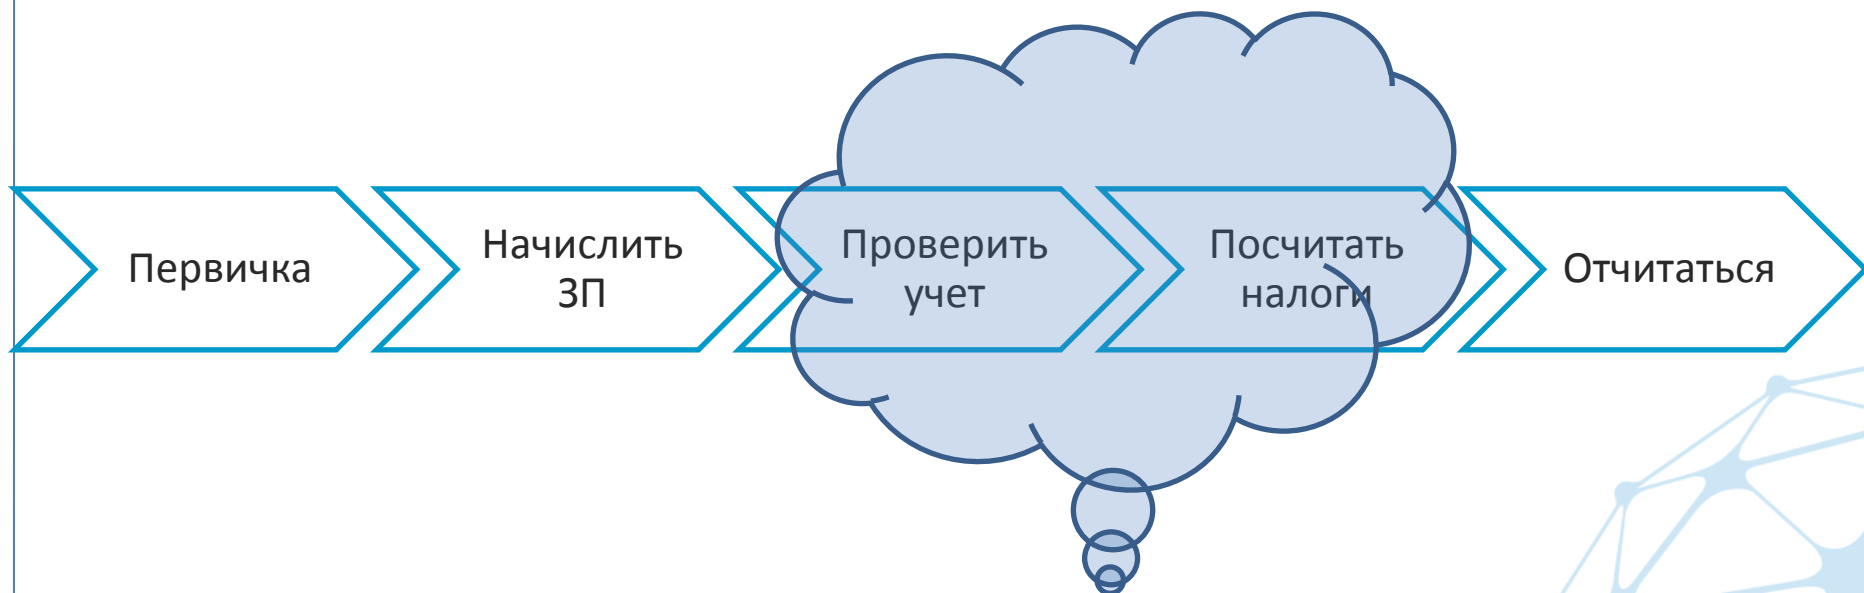 Первичка
Начислить
ЗП
Проверить
учет
Посчитать
налоги
Отчитаться